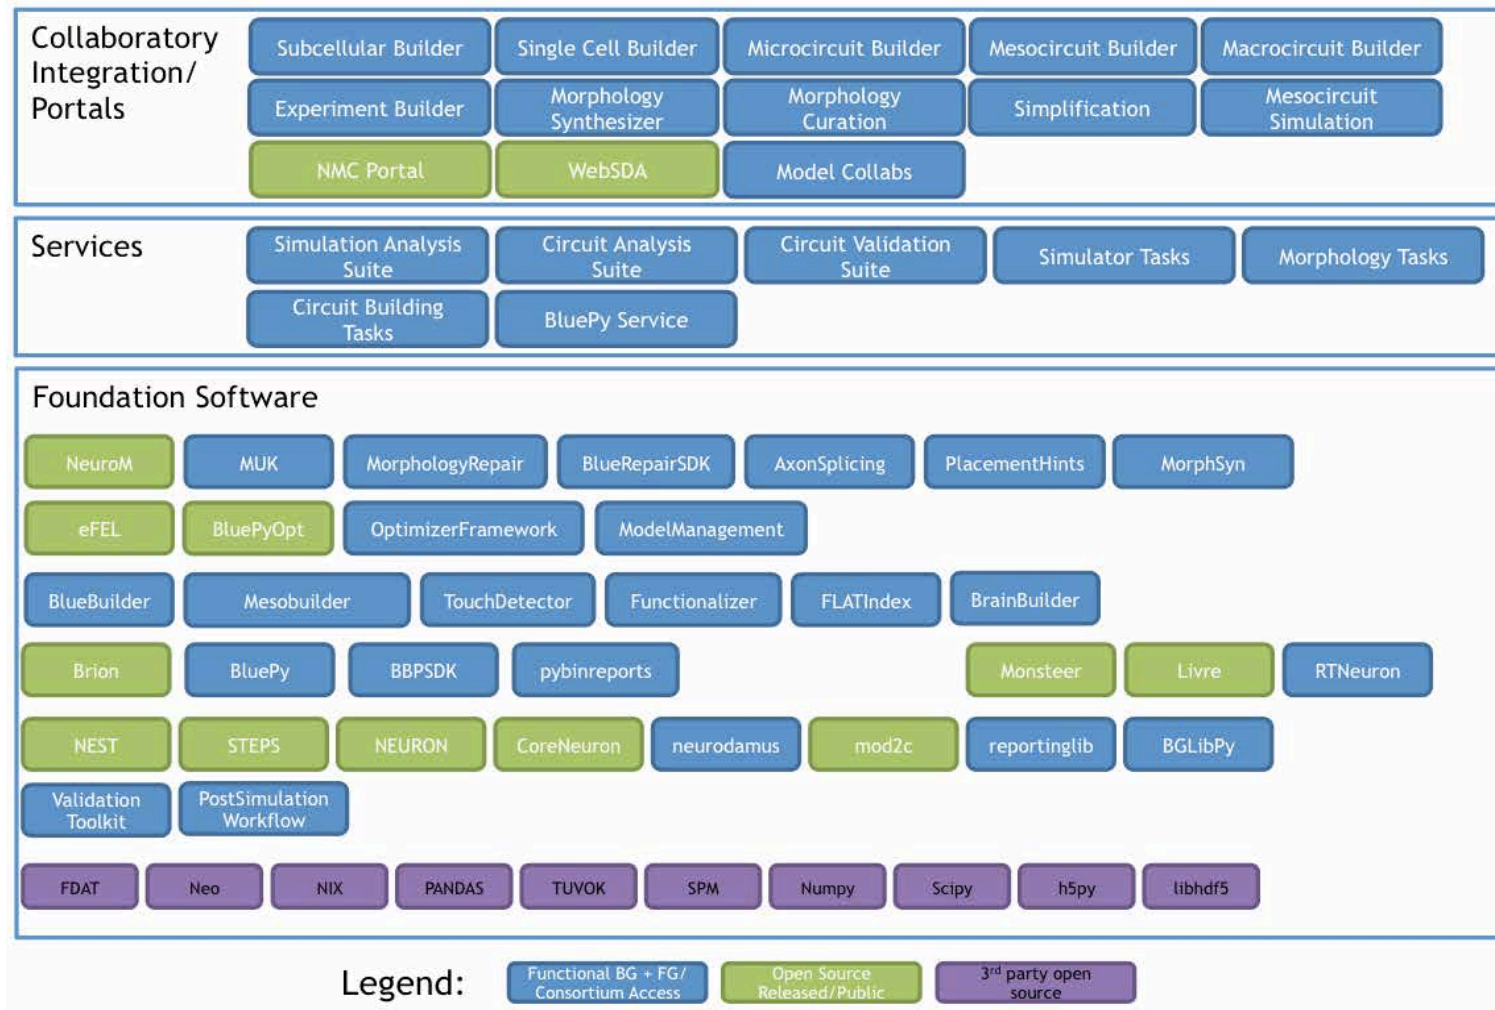 Collaboratory
Integration/
Portals
Subcellular Builder
Single Cell Builder
Microcircuit Builder
Mesocircuit Builder
Macrocircuit Builder
Experiment Builder
Morphology
Synthesizer
Morphology
Curation
Simplification
Mesocircuit
Simulation
NMC Portal
WebSDA
Model Collabs
Services
Simulation Analysis
Suite
Circuit Analysis
Suite
Circuit Validation
Suite
Simulator Tasks
Morphology Tasks
Circuit Building
Tasks
BluePy Service
Foundation Software
NeuroM
MUK
MorphologyRepair
BlueRepairSDK
AxonSplicing
PlacementHints
MorphSyn
eFEL
BluePyOpt
OptimizerFramework
ModelManagement
BlueBuilder
Mesobuilder
TouchDetector
Functionalizer
FLATIndex
BrainBuilder
Brion
BluePy
BBPSDK
pybinreports
Monsteer
Livre
RTNeuron
NEST
STEPS
NEURON
CoreNeuron
neurodamus
mod2c
reportinglib
BGLibPy
Validation
Toolkit
PostSimulation
Workflow
FDAT
Neo
NIX
PANDAS
TUVOK
SPM
Numpy
Scipy
h5py
libhdf5
Legend:
Functional BG + FG/
Consortium Access
Open Source
Released/Public
3rd party open
source